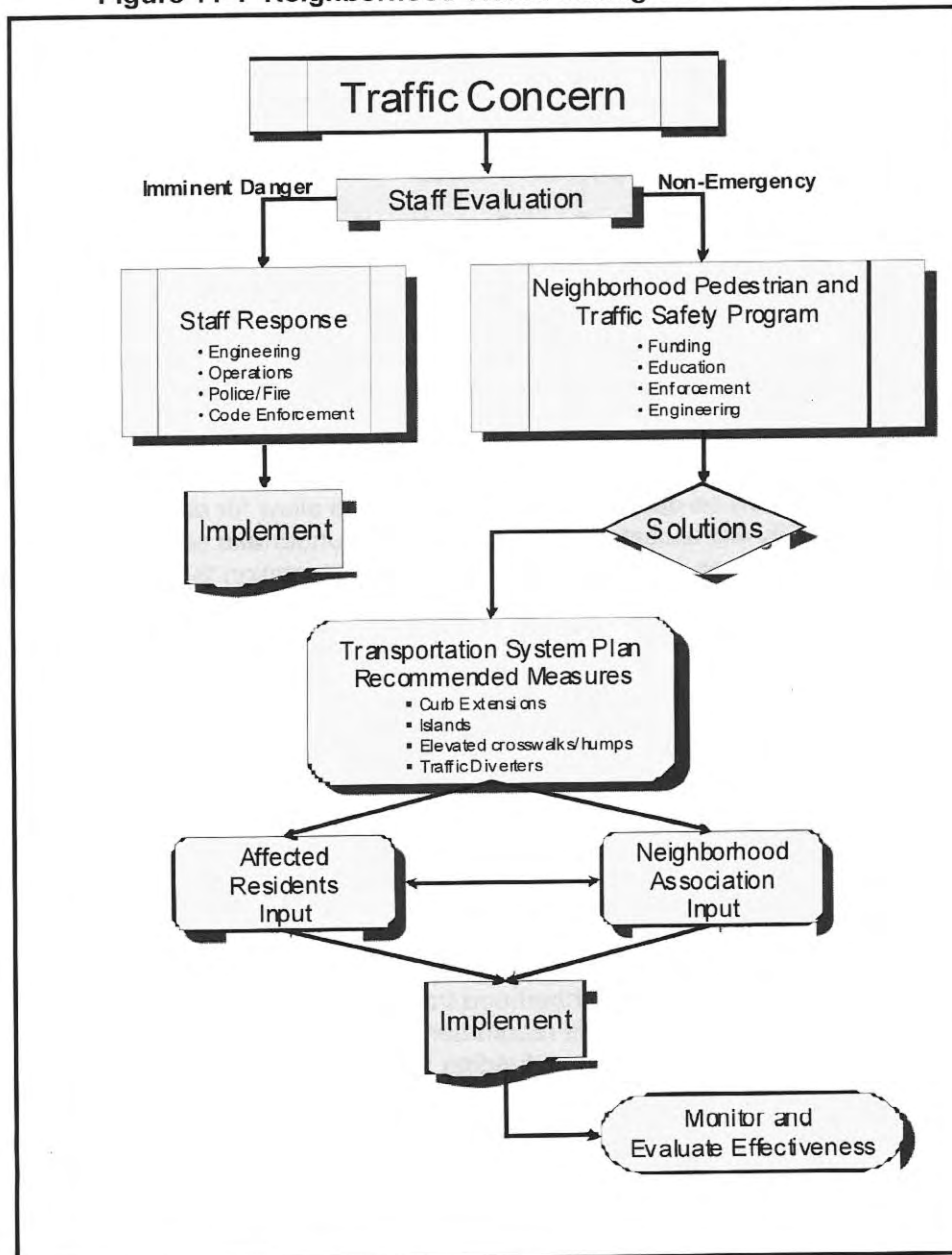 Traffic Concern
Imminent Danger
Staff Evaluation
Non-Emergency
Staff Response
• Engineering
• Operations
• Police/Fire
• Code Enforcement
Neighborhood Pedestrian and
Traffic Safety Program
• Funding
• Education
• Enforcement
• Engineering
Implement
Solutions
Transportation System Plan
Recommended Measures
▪ Curb Extensions
▪ Islands
▪ Elevated crosswalks/humps
▪ Traffic Diverters
Affected
Residents
Input
Neighborhood
Association
Input
Implement
Monitor and
Evaluate Effectiveness